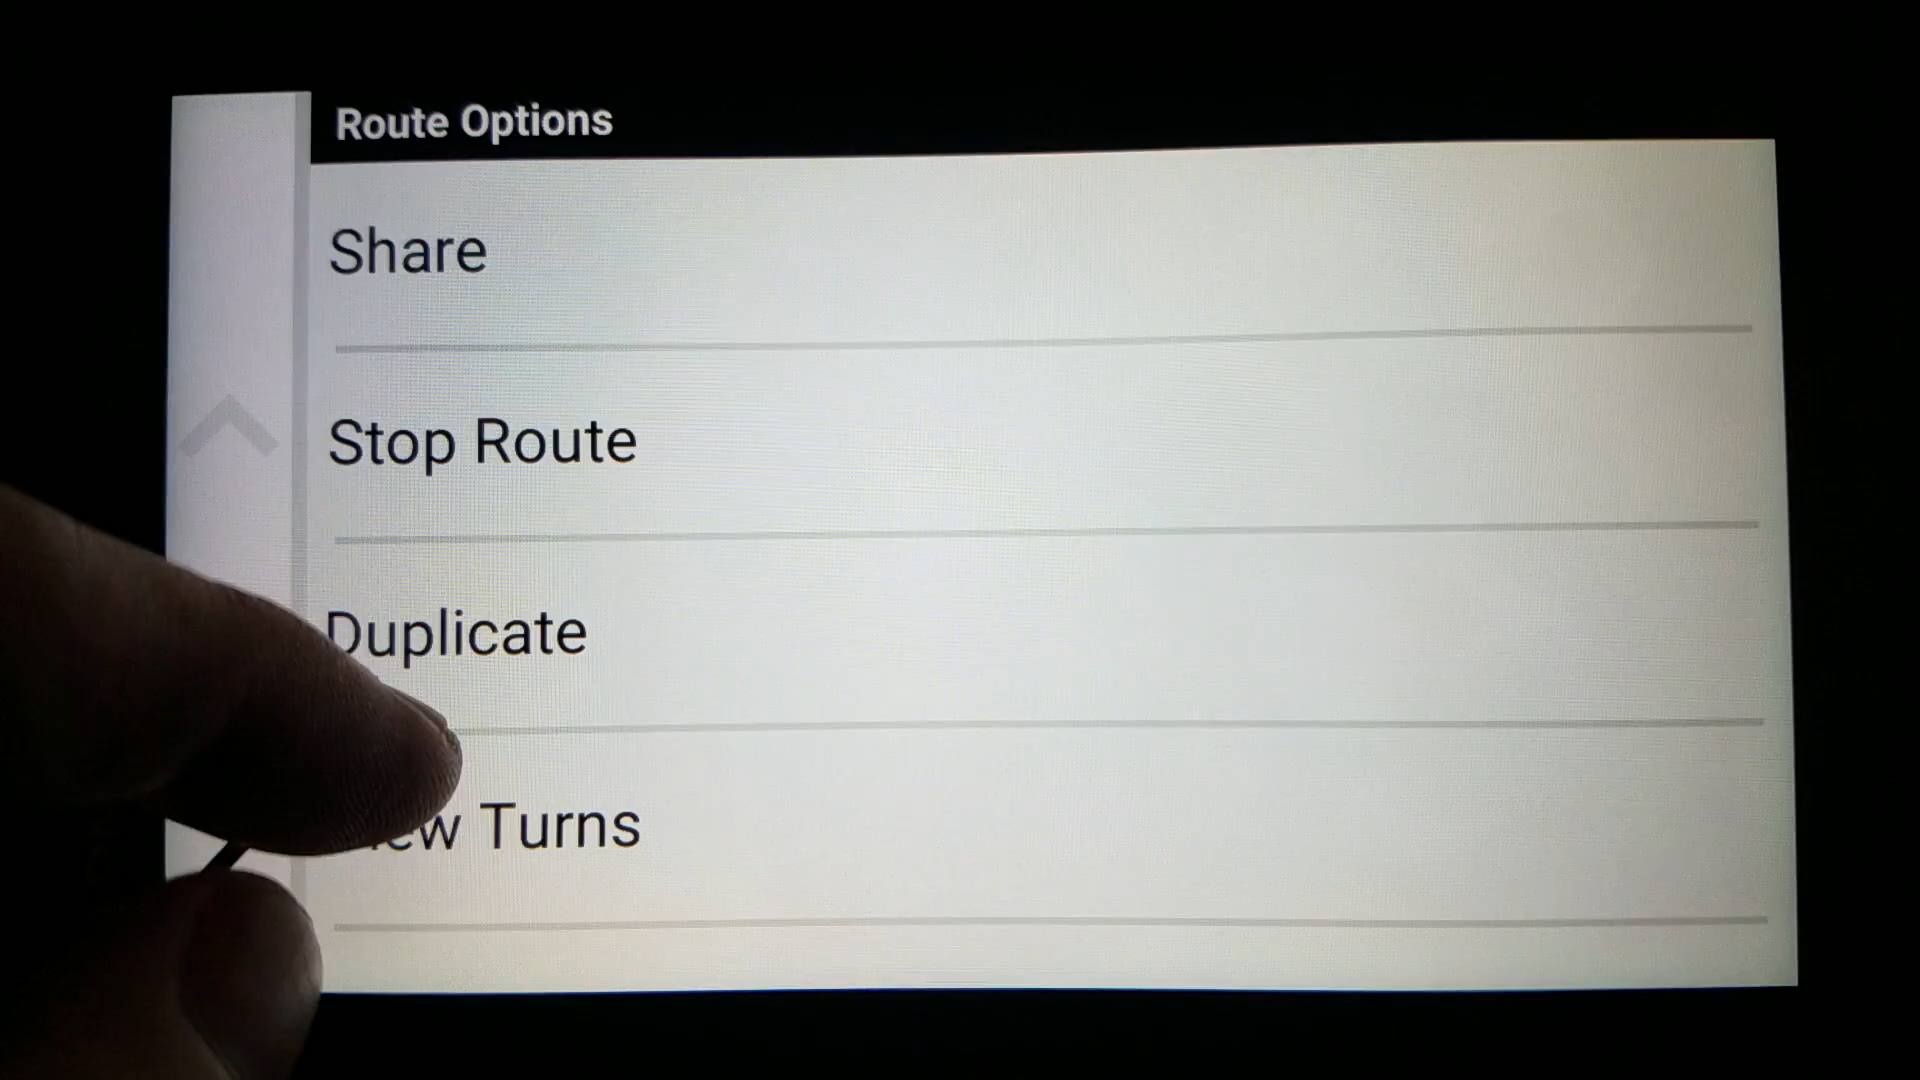 Route Options
Share
Stop Route
Duplicate
Turns